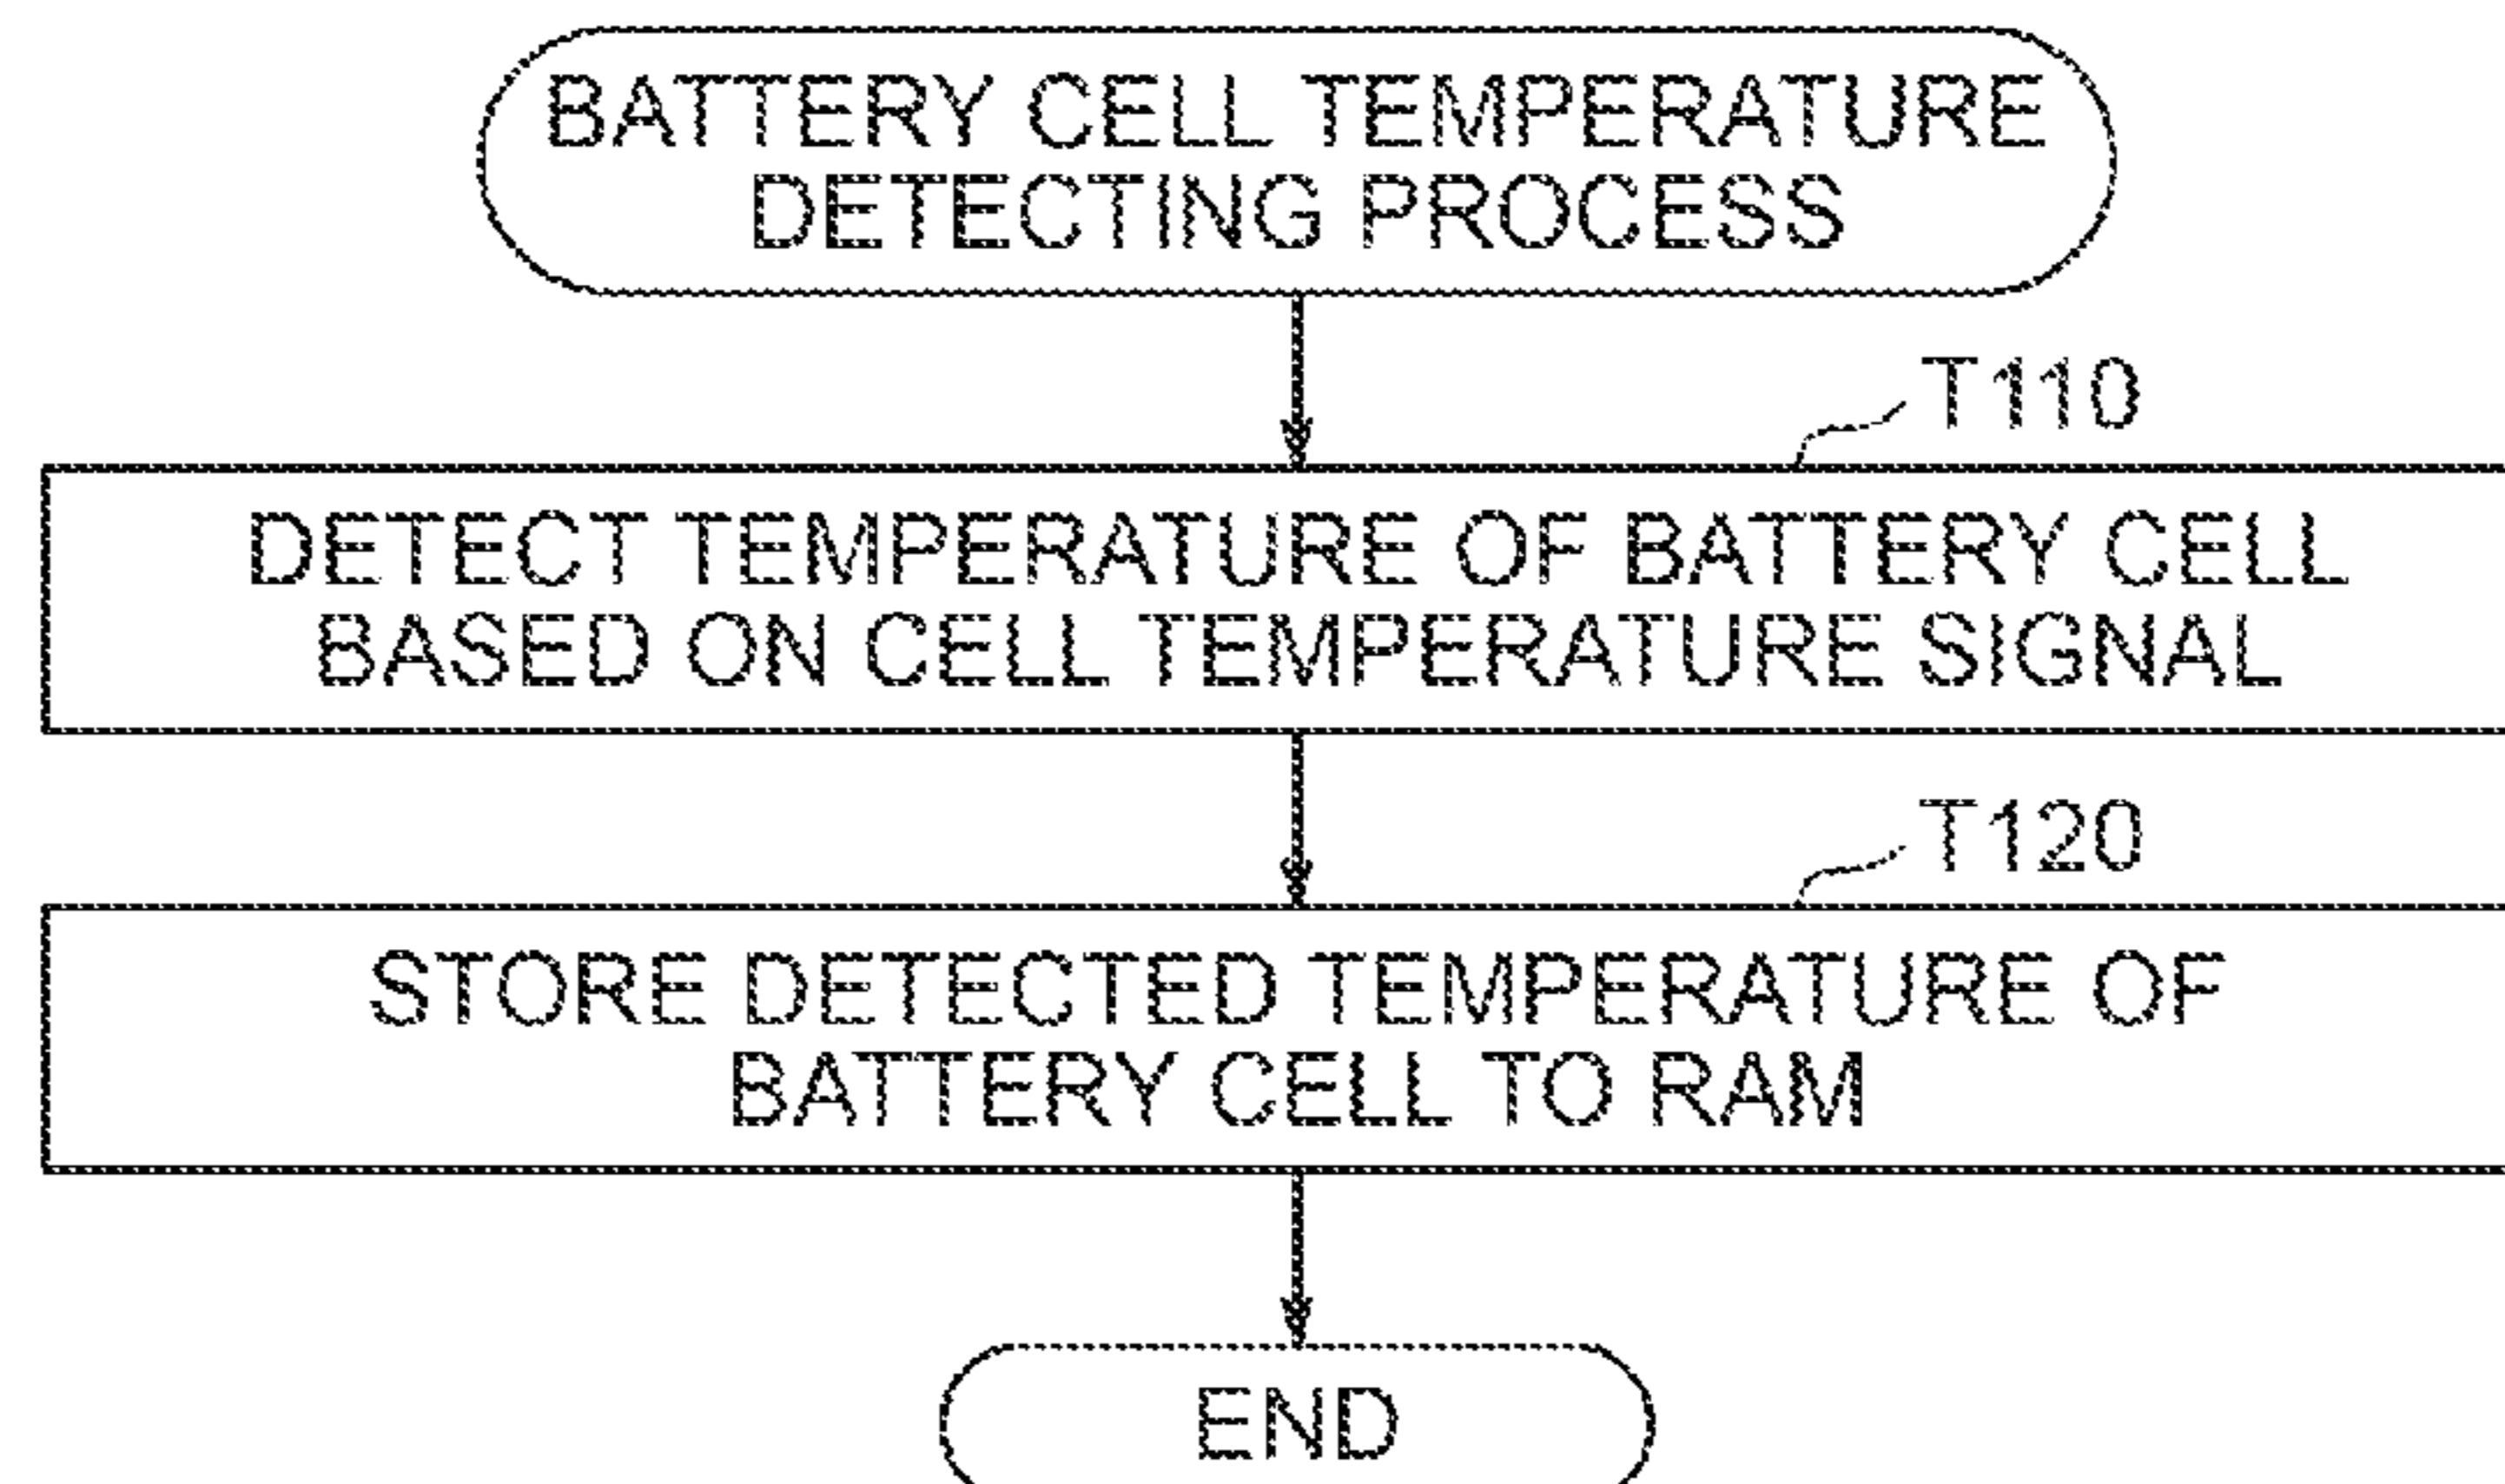 BATTERY CELL TEMPERATURE
DETECTING PROCESS
T110
DETECT TEMPERATURE OF BATTERY CELL
BASED ON CELL TEMPERATURE SIGNAL
T120
STORE DETECTED TEMPERATURE OF
BATTERY CELL TO RAM
END